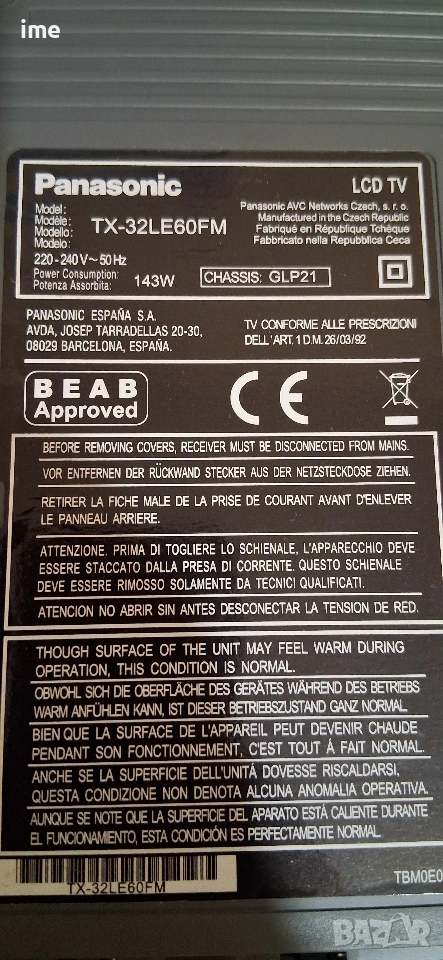 ime
Panasonic
LCD TV
Model:
Modèle:
Modello:
Modelo:
TX-32LE60FM
Panasonic AVC Networks Czech, s. r. o.
Manufactured in the Czech Republic
Fabriqué en République Tchèque
Fabbricato nella Repubblica Ceca
220-240V~50Hz
Power Consumption:
Potenza Assorbita:
143W
CHASSIS: GLP21
PANASONIC ESPAÑA S.A.
AVDA, JOSEP TARRADELLAS 20-30,
08029 BARCELONA, ESPAÑA.
TV CONFORME ALLE PRESCRIZIONI
DELL'ART. 1 D.M. 26/03/92
BEAB
Approved
CE
BEFORE REMOVING COVERS, RECEIVER MUST BE DISCONNECTED FROM MAINS.
VOR ENTFERNEN DER RÜCKWAND STECKER AUS DER NETZSTECKDOSE ZIEHEN.
RETIRER LA FICHE MALE DE LA PRISE DE COURANT AVANT D'ENLEVER
LE PANNEAU ARRIERE.
ATTENZIONE. PRIMA DI TOGLIERE LO SCHIENALE, L'APPARECCHIO DEVE
ESSERE STACCATO DALLA PRESA DI CORRENTE. QUESTO SCHIENALE
DEVE ESSERE RIMOSSO SOLAMENTE DA TECNICI QUALIFICATI.
ATENCION NO ABRIR SIN ANTES DESCONECTAR LA TENSION DE RED.
THOUGH SURFACE OF THE UNIT MAY FEEL WARM DURING
OPERATION, THIS CONDITION IS NORMAL.
OBWOHL SICH DIE OBERFLÄCHE DES GERÄTES WÄHREND DES BETRIEBS
WARM ANFÜHLEN KANN, IST DIESER BETRIEBSZUSTAND GANZ NORMAL.
BIEN QUE LA SURFACE DE L'APPAREIL PEUT DEVENIR CHAUDE
PENDANT SON FONCTIONNEMENT, C'EST TOUT Á FAIT NORMAL.
ANCHE SE LA SUPERFICIE DELL'UNITÁ DOVESSE RISCALDARSI,
QUESTA CONDIZIONE NON DENOTA ALCUNA ANOMALIA OPERATIVA.
AUNQUE SE NOTE QUE LA SUPERFICIE DEL APARATO ESTÁ CALIENTE DURANTE
EL FUNCIONAMIENTO, ESTA CONDICIÓN ES PERFECTAMENTE NORMAL.
TX-32LE60FM
TBM0E0
BAZAR